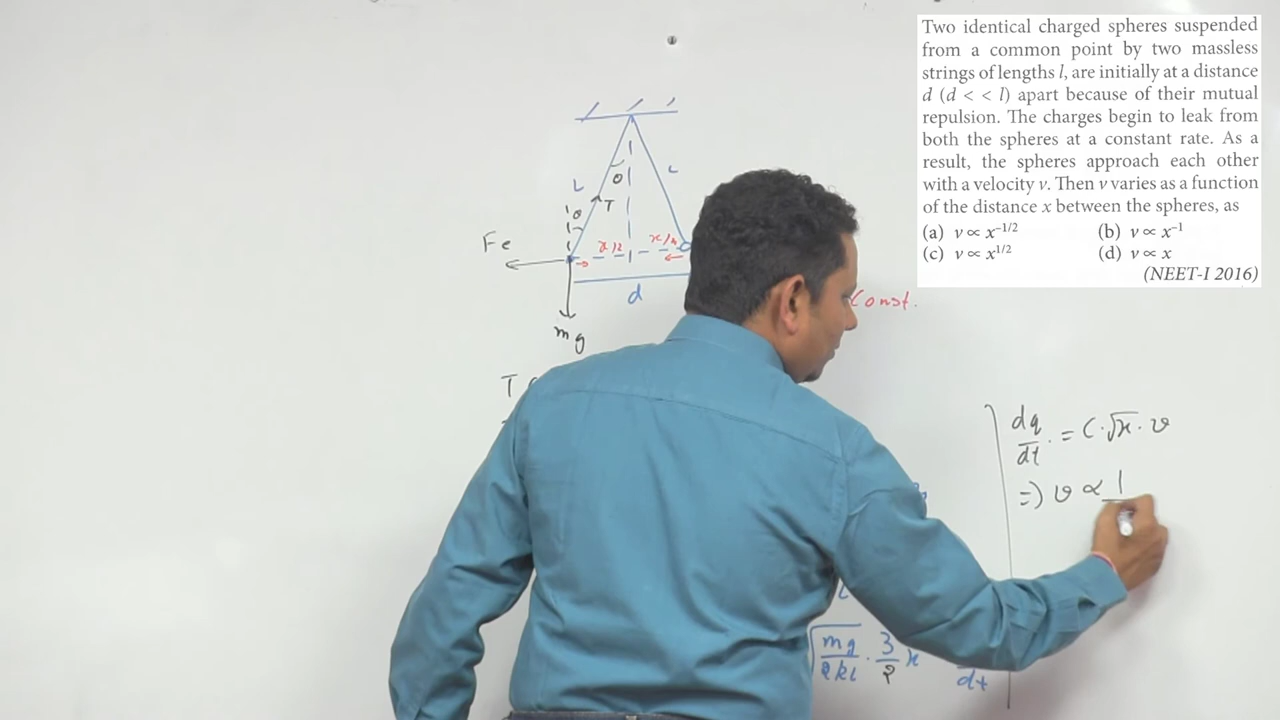 Two identical charged spheres suspended
from a common point by two massless
strings of lengths l, are initially at a distance
d (d < < l) apart because of their mutual
repulsion. The charges begin to leak from
both the spheres at a constant rate. As a
result, the spheres approach each other
with a velocity v. Then v varies as a function
of the distance x between the spheres, as
(a) v ∝ x^{-1/2} (b) v ∝ x^{-1}
(c) v ∝ x^{1/2} (d) v ∝ x
(NEET-I 2016)
L θ L
θ T
Fe x/2
d
mg
Const.
T
dq/dt = C·√x·v
⇒ v ∝ 1
√mg/2kl · 3/2 x
dt